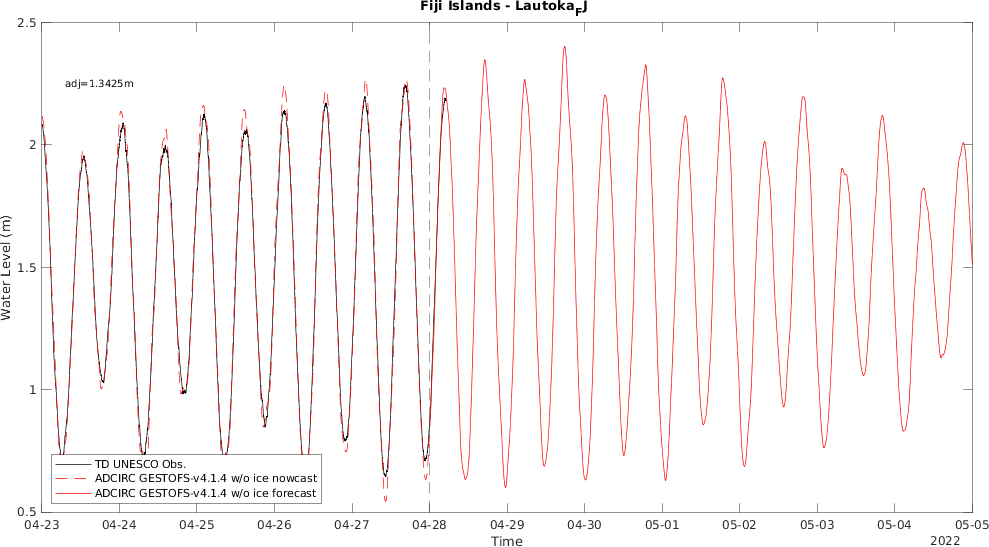 Fiji Islands - Lautoka_FJ
2.5
adj=1.3425m
2
1.5
1
0.5
Water Level (m)
TD UNESCO Obs.
ADCIRC GESTOFS-v4.1.4 w/o ice nowcast
ADCIRC GESTOFS-v4.1.4 w/o ice forecast
04-23 04-24 04-25 04-26 04-27 04-28 04-29 04-30 05-01 05-02 05-03 05-04 05-05
Time
2022